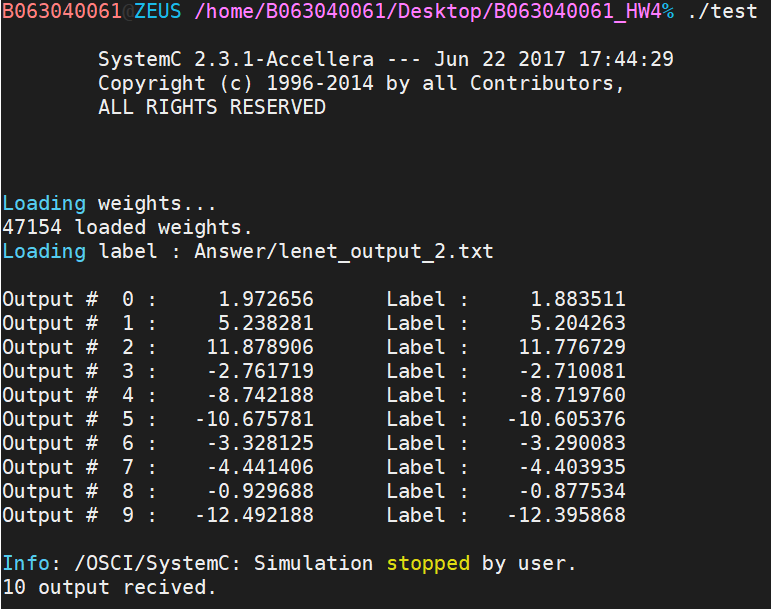 B063040061@ZEUS /home/B063040061/Desktop/B063040061_HW4% ./test
SystemC 2.3.1-Accellera --- Jun 22 2017 17:44:29
Copyright (c) 1996-2014 by all Contributors,
ALL RIGHTS RESERVED
Loading weights...
47154 loaded weights.
Loading label : Answer/lenet_output_2.txt
Output # 0 : 1.972656 Label : 1.883511
Output # 1 : 5.238281 Label : 5.204263
Output # 2 : 11.878906 Label : 11.776729
Output # 3 : -2.761719 Label : -2.710081
Output # 4 : -8.742188 Label : -8.719760
Output # 5 : -10.675781 Label : -10.605376
Output # 6 : -3.328125 Label : -3.290083
Output # 7 : -4.441406 Label : -4.403935
Output # 8 : -0.929688 Label : -0.877534
Output # 9 : -12.492188 Label : -12.395868
Info: /OSCI/SystemC: Simulation stopped by user.
10 output recived.